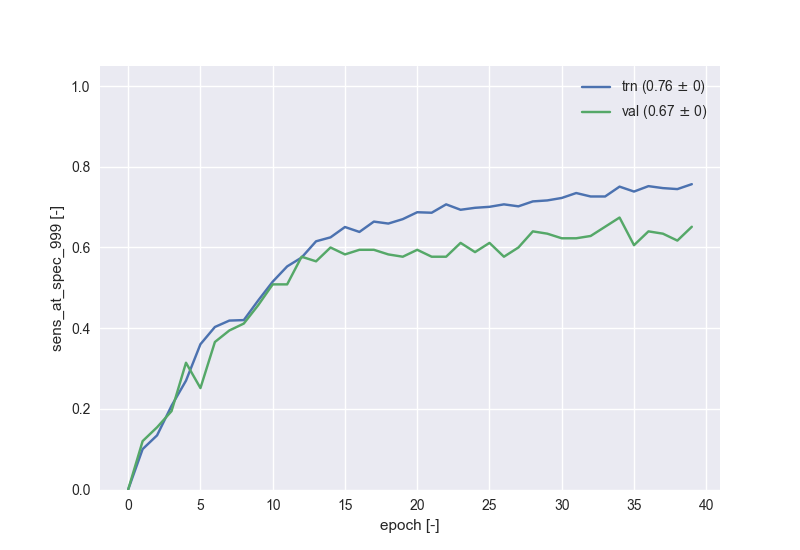 1.0
0.8
0.6
0.4
0.2
0.0
sens_at_spec_999 [-]
trn (0.76 ± 0)
val (0.67 ± 0)
0 5 10 15 20 25 30 35 40
epoch [-]